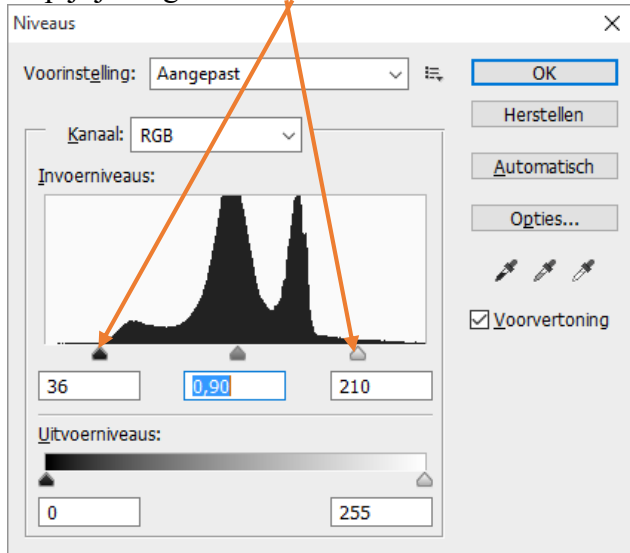 Niveaus
Voorinstelling: Aangepast
OK
Herstellen
Automatisch
Opties...
Voorvertoning
Kanaal: RGB
Invoerniveaus:
36 0,90 210
Uitvoerniveaus:
0 255